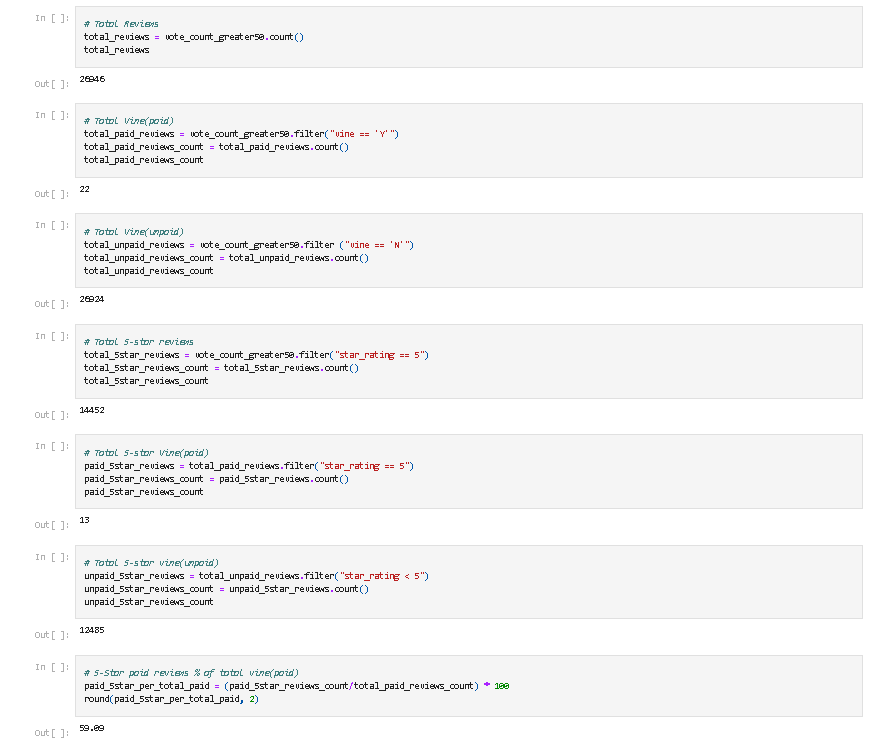 In [ ]:
# Total Reviews
total_reviews = vote_count_greater50.count()
total_reviews
Out[ ]: 26946
In [ ]:
# Total Vine(paid)
total_paid_reviews = vote_count_greater50.filter("vine == 'Y'")
total_paid_reviews_count = total_paid_reviews.count()
total_paid_reviews_count
Out[ ]: 22
In [ ]:
# Total Vine(unpaid)
total_unpaid_reviews = vote_count_greater50.filter ("vine == 'N'")
total_unpaid_reviews_count = total_unpaid_reviews.count()
total_unpaid_reviews_count
Out[ ]: 26924
In [ ]:
# Total 5-star reviews
total_5star_reviews = vote_count_greater50.filter("star_rating == 5")
total_5star_reviews_count = total_5star_reviews.count()
total_5star_reviews_count
Out[ ]: 14452
In [ ]:
# Total 5-star Vine(paid)
paid_5star_reviews = total_paid_reviews.filter("star_rating == 5")
paid_5star_reviews_count = paid_5star_reviews.count()
paid_5star_reviews_count
Out[ ]: 13
In [ ]:
# Total 5-star vine(unpaid)
unpaid_5star_reviews = total_unpaid_reviews.filter("star_rating < 5")
unpaid_5star_reviews_count = unpaid_5star_reviews.count()
unpaid_5star_reviews_count
Out[ ]: 12485
In [ ]:
# 5-Star paid reviews % of total vine(paid)
paid_5star_per_total_paid = (paid_5star_reviews_count/total_paid_reviews_count) * 100
round(paid_5star_per_total_paid, 2)
Out[ ]: 59.09